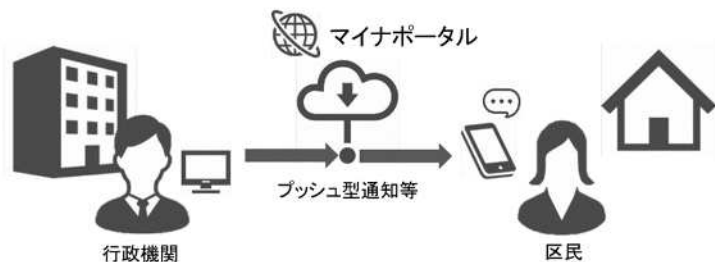 マイナポータル
プッシュ型通知等
行政機関
区民